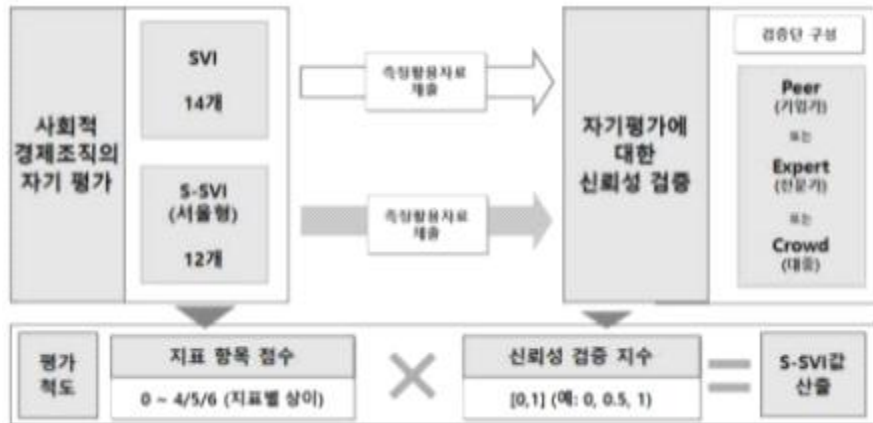 사회적
경제조직의
자기 평가
SVI
14개
S-SVI
(서울형)
12개
측정활용자료
제출
측정활용자료
제출
자기평가에
대한
신뢰성 검증
검증단 구성
Peer
(기업가)
또는
Expert
(전문가)
또는
Crowd
(대중)
평가
척도
지표 항목 점수
0 ~ 4/5/6 (지표별 상이)
신뢰성 검증 지수
[0,1] (예: 0, 0.5, 1)
S-SVI값
산출